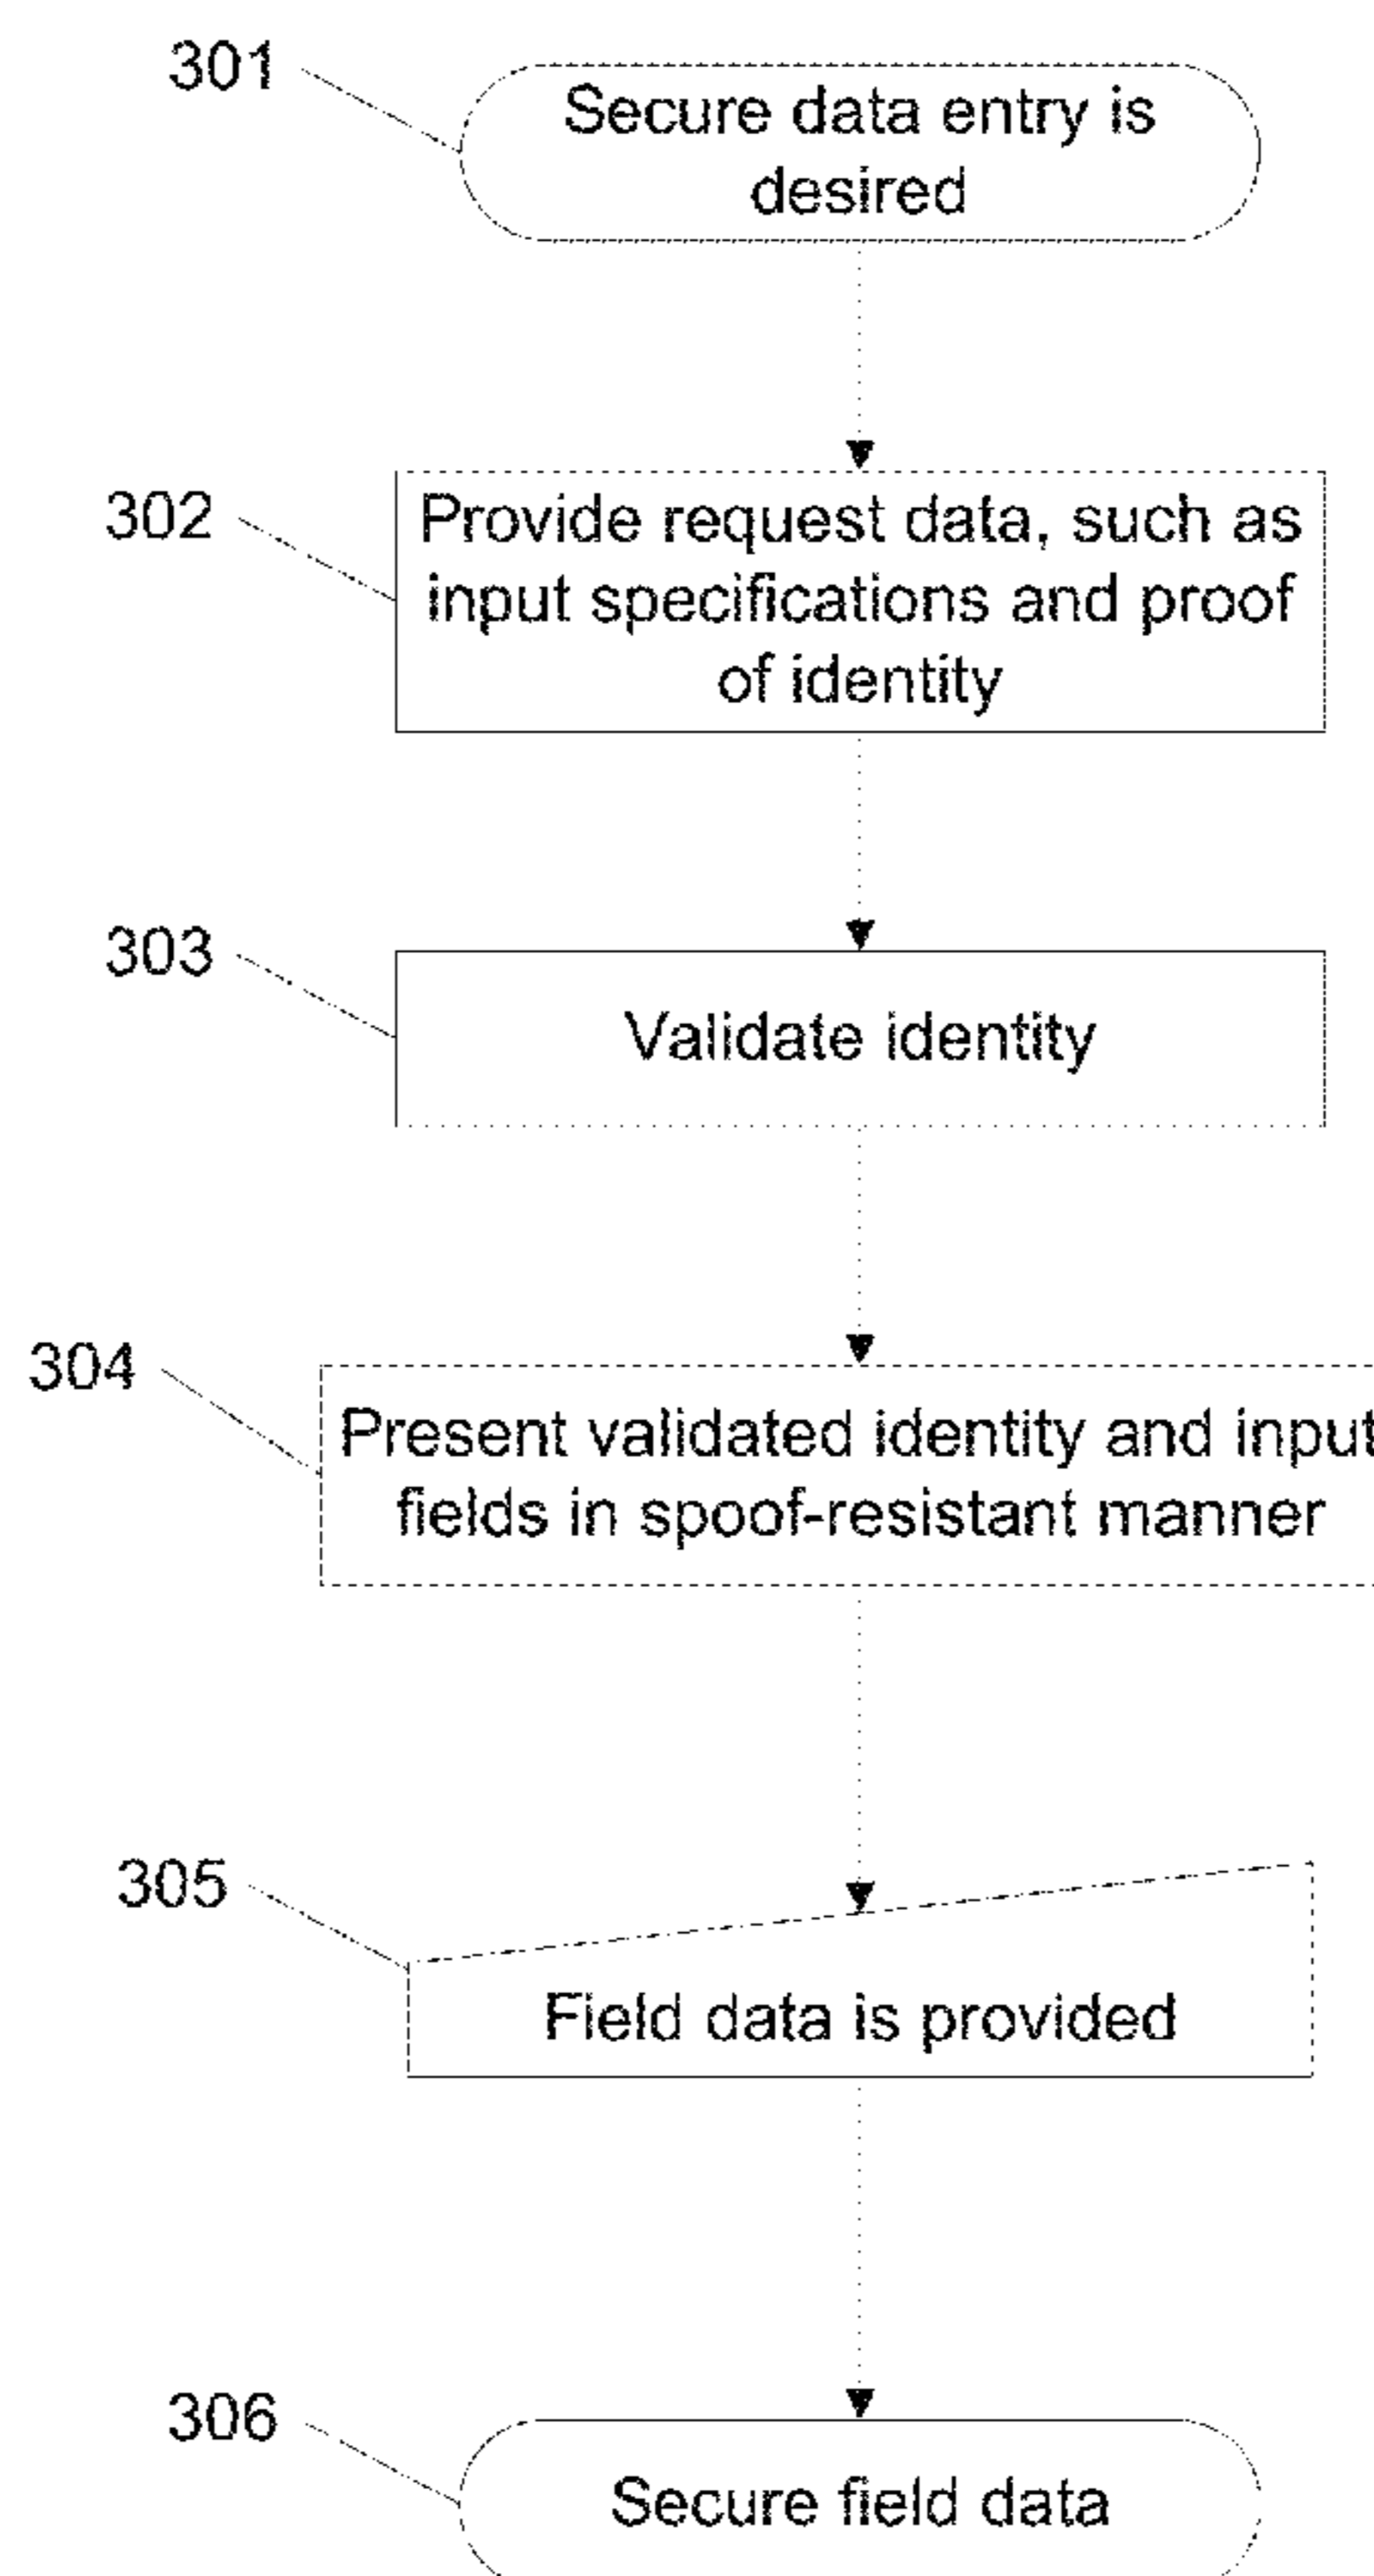 301
Secure data entry is
desired
302
Provide request data, such as
input specifications and proof
of identity
303
Validate identity
304
Present validated identity and input
fields in spoof-resistant manner
305
Field data is provided
306
Secure field data